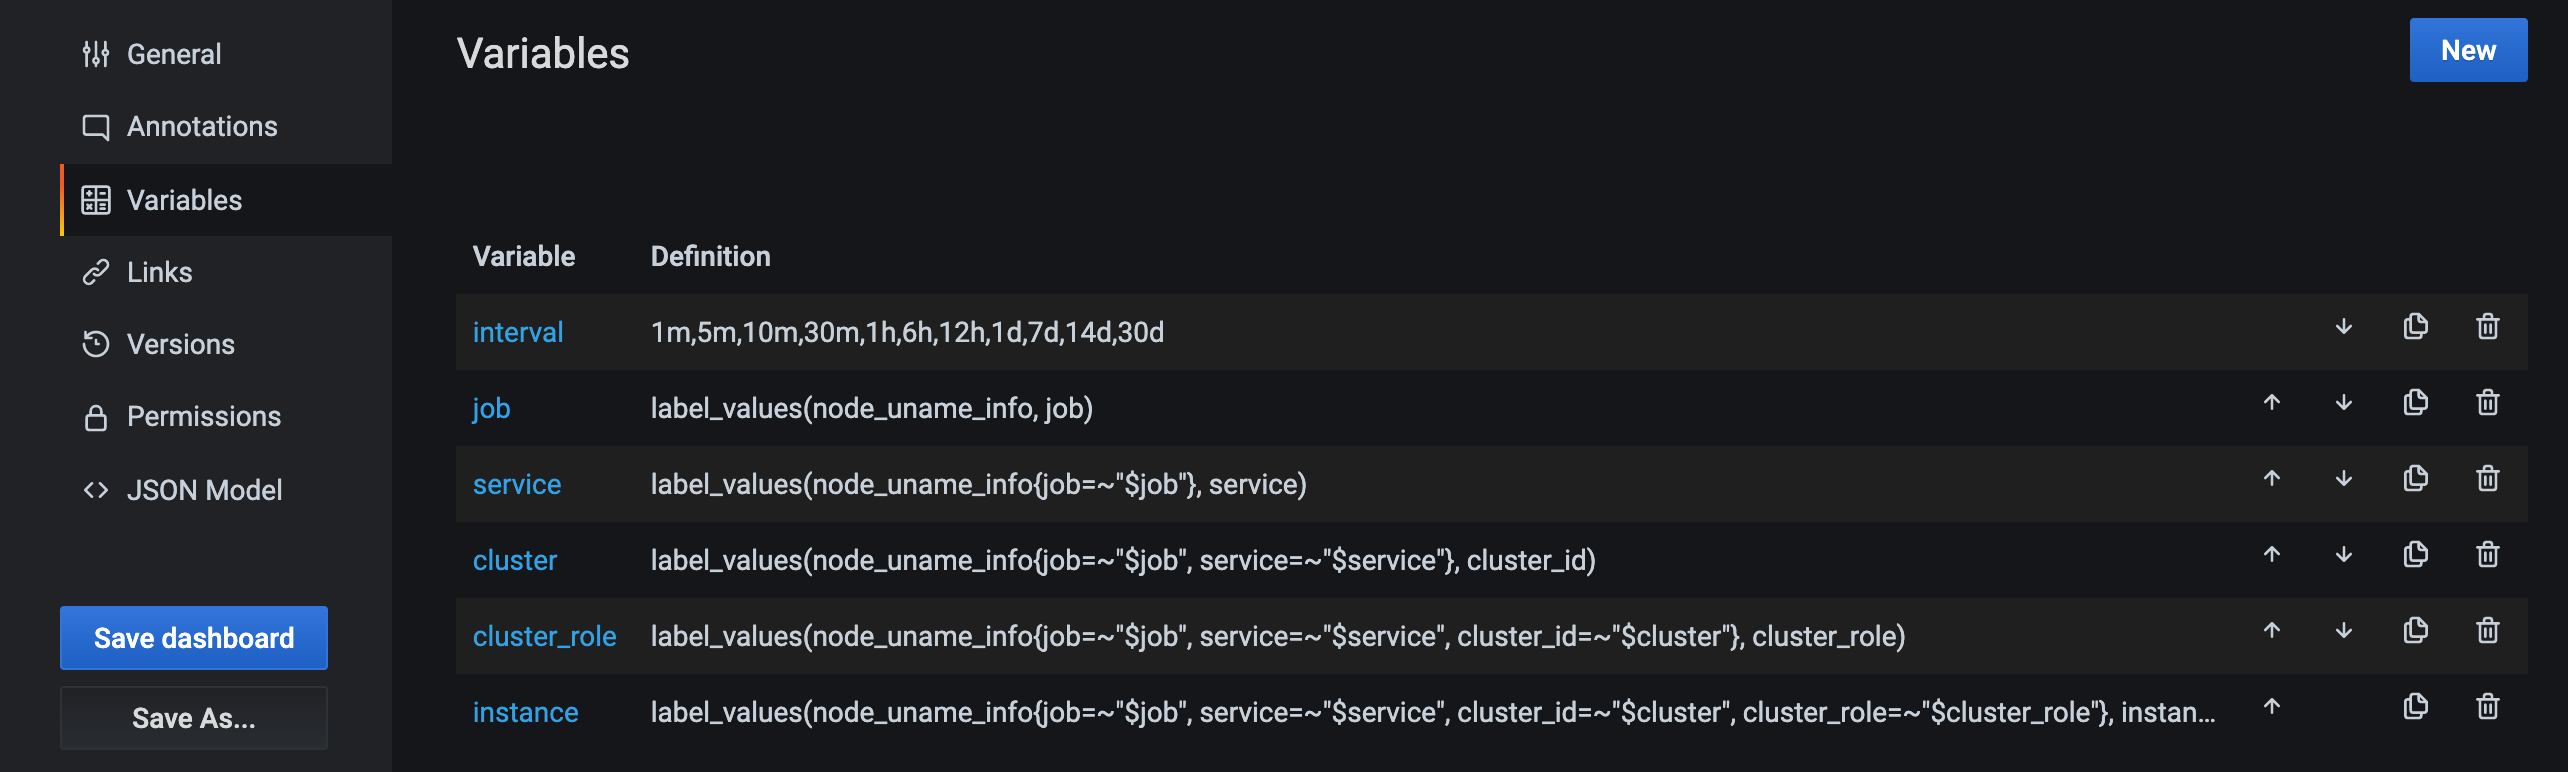 General
Annotations
Variables
Links
Versions
Permissions
JSON Model
Save dashboard
Save As...
Variables
New
Variable Definition
interval 1m,5m,10m,30m,1h,6h,12h,1d,7d,14d,30d
job label_values(node_uname_info, job)
service label_values(node_uname_info{job=~"$job"}, service)
cluster label_values(node_uname_info{job=~"$job", service=~"$service"}, cluster_id)
cluster_role label_values(node_uname_info{job=~"$job", service=~"$service", cluster_id=~"$cluster"}, cluster_role)
instance label_values(node_uname_info{job=~"$job", service=~"$service", cluster_id=~"$cluster", cluster_role=~"$cluster_role"}, instan...